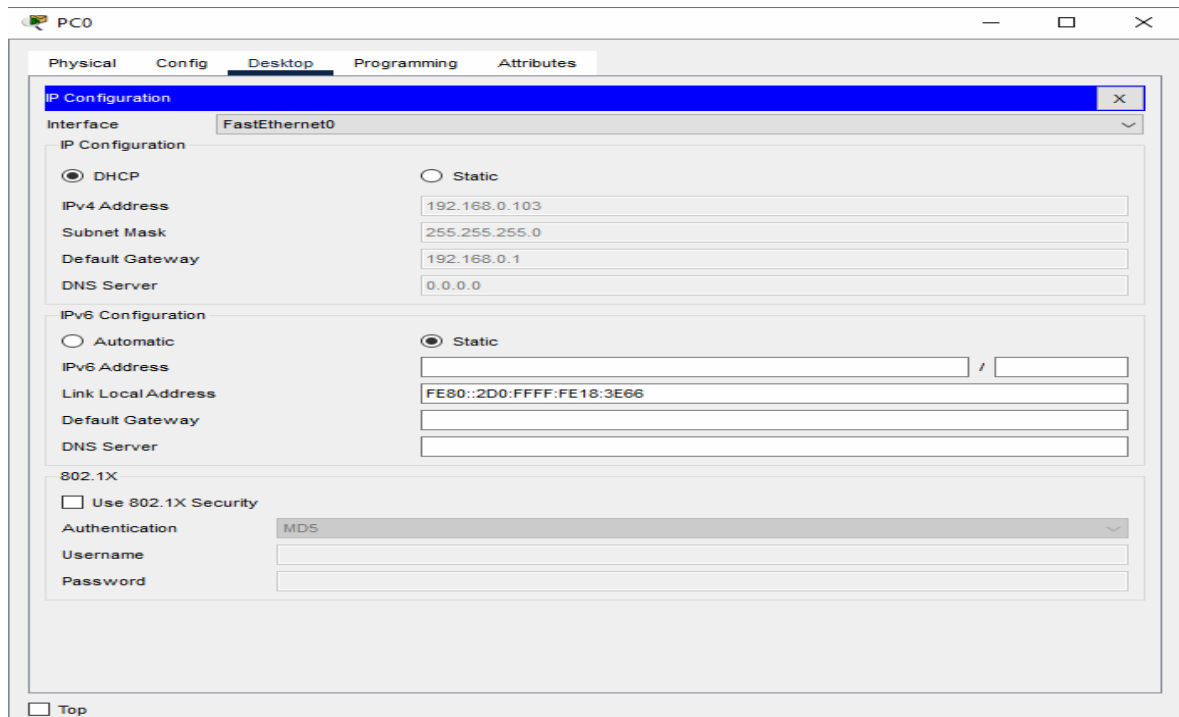 PC0
Physical Config Desktop Programming Attributes
IP Configuration X
Interface FastEthernet0
IP Configuration
DHCP Static
IPv4 Address 192.168.0.103
Subnet Mask 255.255.255.0
Default Gateway 192.168.0.1
DNS Server 0.0.0.0
IPv6 Configuration
Automatic Static
IPv6 Address /
Link Local Address FE80::2D0:FFFF:FE18:3E66
Default Gateway
DNS Server
802.1X
Use 802.1X Security
Authentication MD5
Username
Password
Top